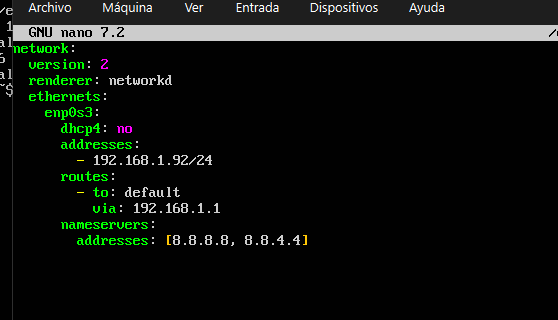 Archivo Máquina Ver Entrada Dispositivos Ayuda
GNU nano 7.2
network:
  version: 2
  renderer: networkd
  ethernets:
    enp0s3:
      dhcp4: no
      addresses:
        - 192.168.1.92/24
      routes:
        - to: default
          via: 192.168.1.1
      nameservers:
        addresses: [8.8.8.8, 8.8.4.4]